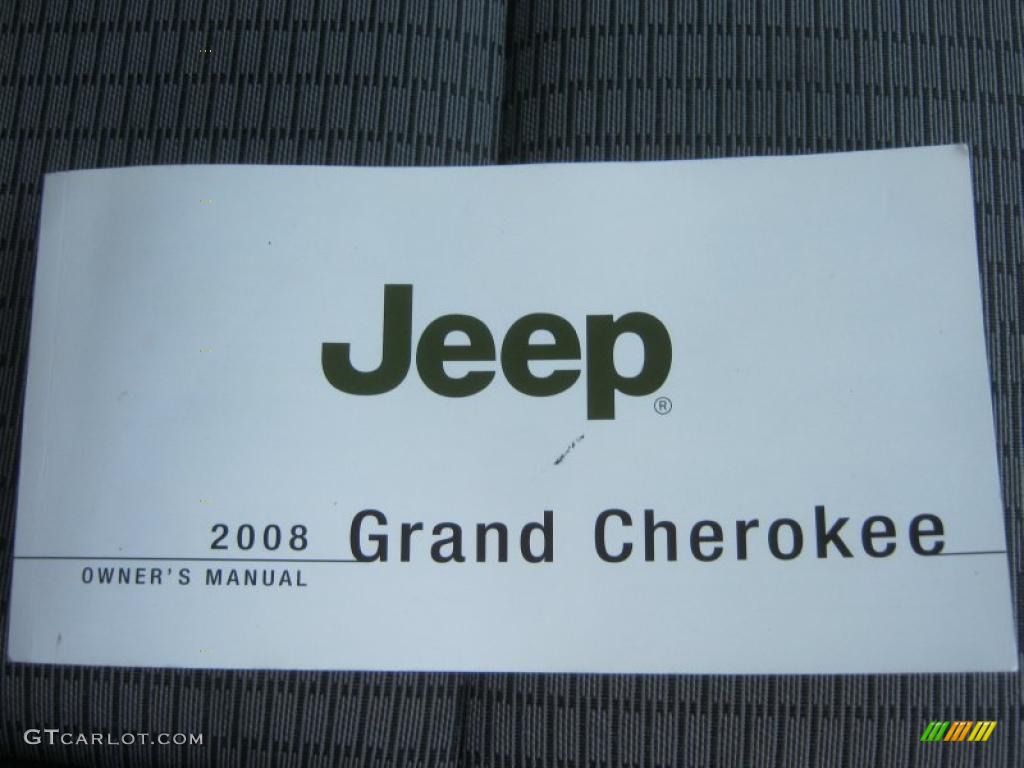 Jeep®
2008 Grand Cherokee
OWNER'S MANUAL
GTCARLOT.COM